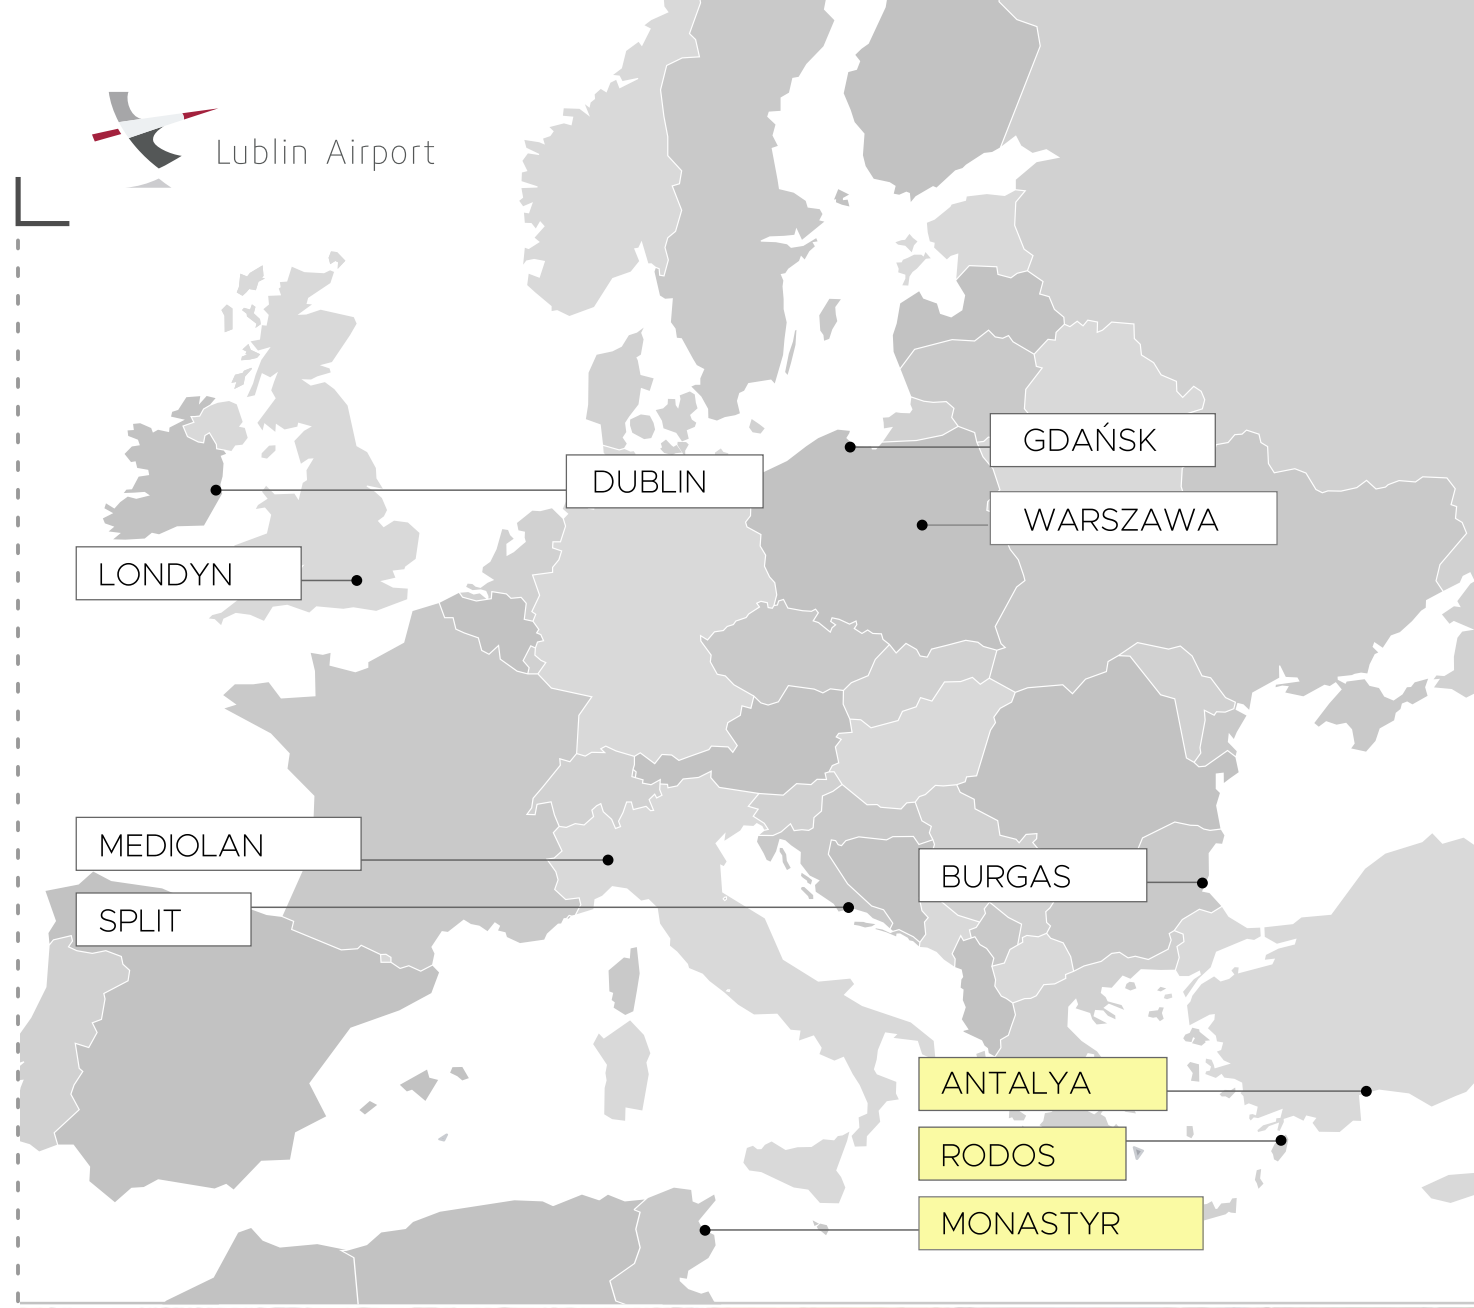 Lublin Airport
GDAŃSK
DUBLIN
WARSZAWA
LONDYN
MEDIOLAN
BURGAS
SPLIT
ANTALYA
RODOS
MONASTYR